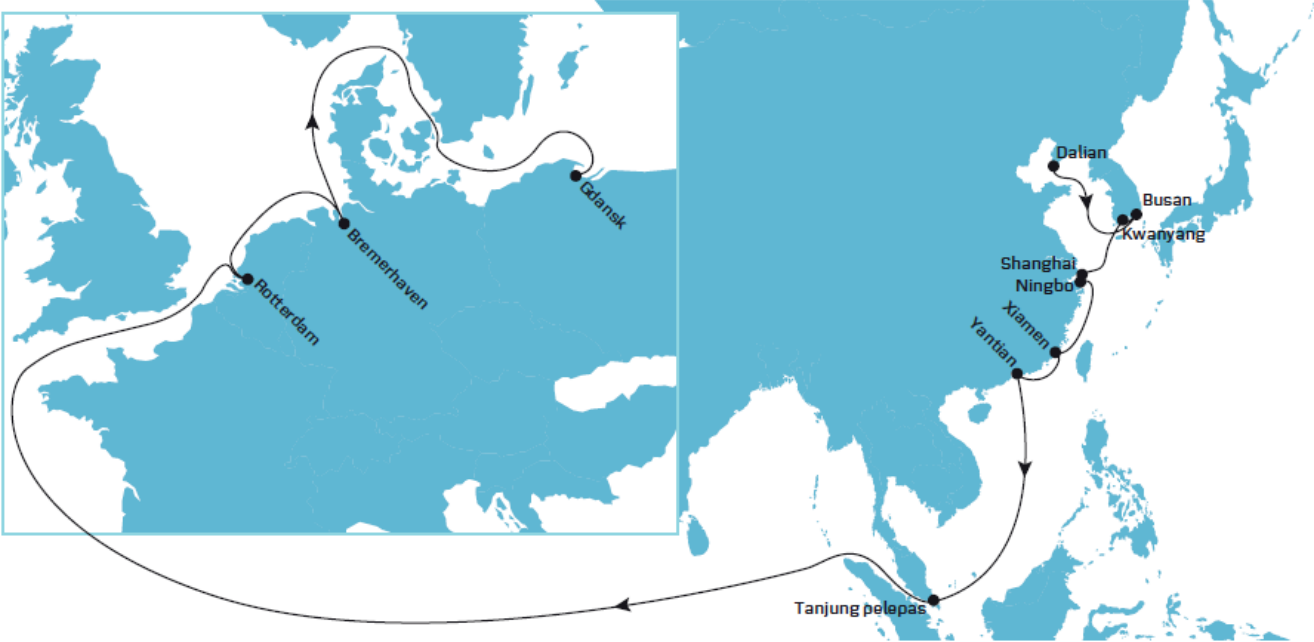 Dalian
Busan
Kwanyang
Shanghai
Ningbo
Xiamen
Yantian
Tanjung pelepas
Rotterdam
Bremerhaven
Gdansk